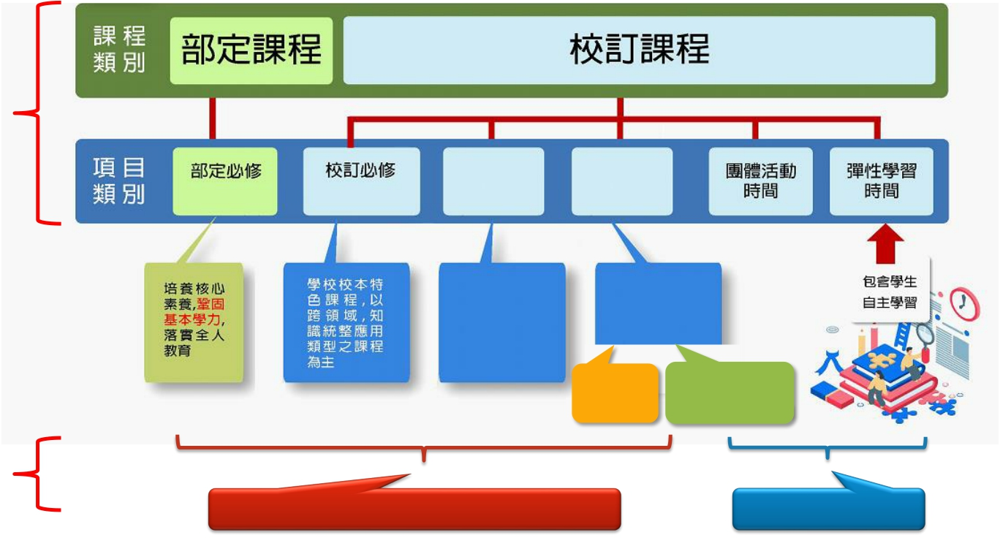 課程
類別
部定課程
校訂課程
項目
類別
部定必修
校訂必修
團體活動
時間
彈性學習
時間
培養核心
素養,鞏固
基本學力,
落實全人
教育
學校校本特
色課程,以
跨領域,知
識統整應用
類型之課程
為主
包含學生
自主學習